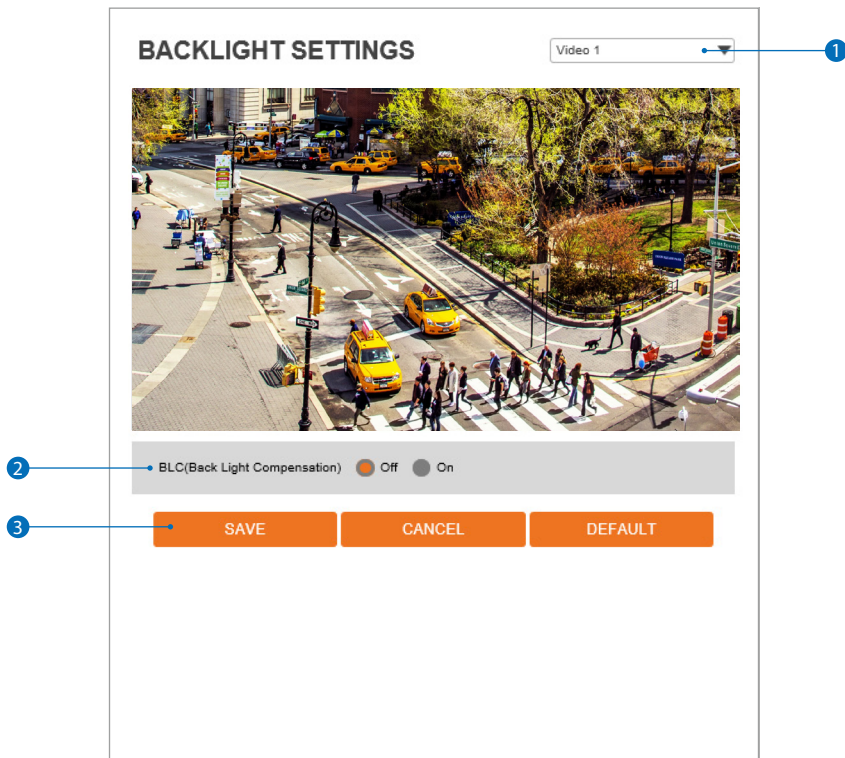 BACKLIGHT SETTINGS
Video 1
1
2
BLC(Back Light Compensation) Off On
3
SAVE CANCEL DEFAULT